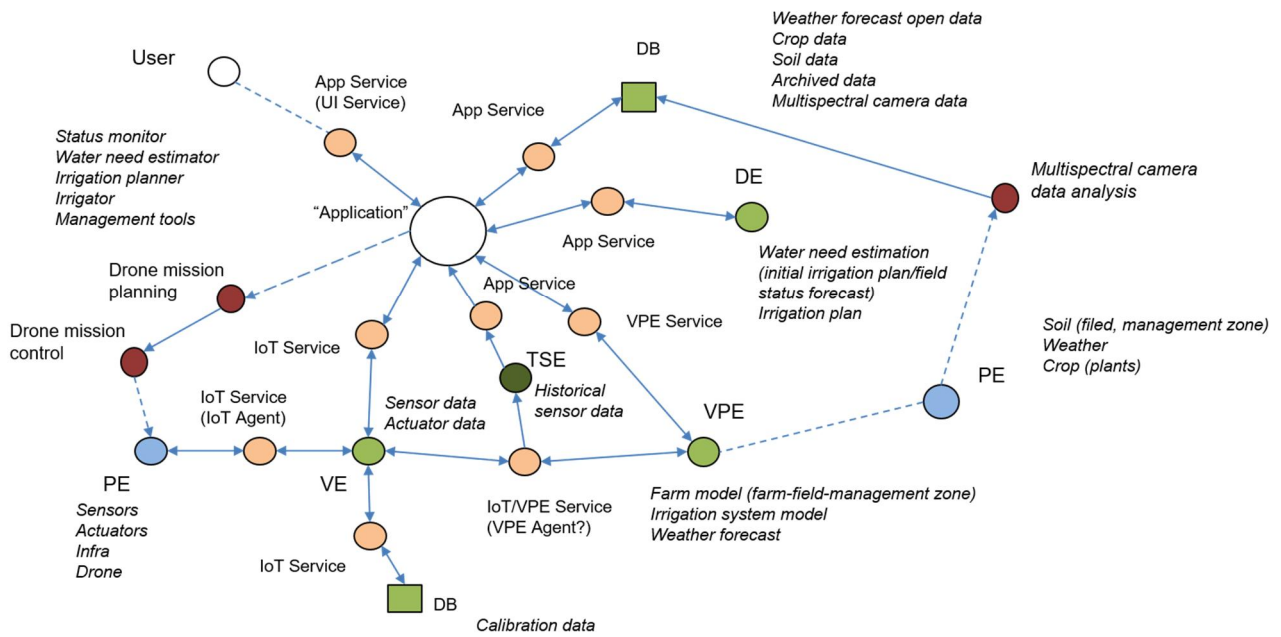 Weather forecast open data
Crop data
Soil data
Archived data
Multispectral camera data
DB
User
App Service
(UI Service)
App Service
Status monitor
Water need estimator
Irrigation planner
Irrigator
Management tools
"Application"
DE
Multispectral camera
data analysis
App Service
Water need estimation
(initial irrigation plan/field
status forecast)
Irrigation plan
Drone mission
planning
App Service
VPE Service
Drone mission
control
IoT Service
TSE
Historical
sensor data
Soil (filed, management zone)
Weather
Crop (plants)
PE
IoT Service
(IoT Agent)
Sensor data
Actuator data
VPE
PE
Sensors
Actuators
Infra
Drone
VE
IoT/VPE Service
(VPE Agent?)
Farm model (farm-field-management zone)
Irrigation system model
Weather forecast
IoT Service
DB
Calibration data